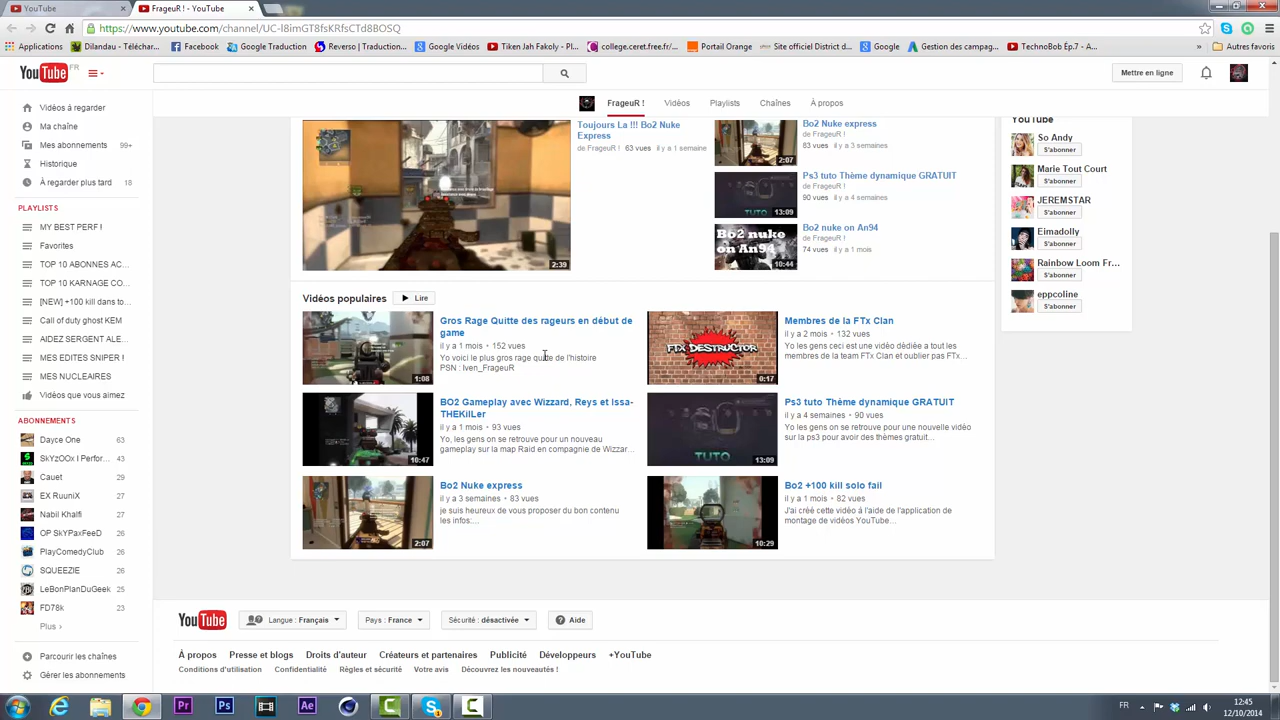 YouTube
FrageuR ! - YouTube
https://www.youtube.com/channel/UC-l8imGT8fsKRfsCTd8BOSQ
Applications
Dilandau - Téléchar...
Facebook
Google Traduction
Reverso | Traduction...
Google Vidéos
Tiken Jah Fakoly - Pl...
college.ceret.free.fr/...
Portail Orange
Site officiel District d...
Google
Gestion des campag...
TechnoBob Ép.7 - A...
»
Autres favoris
YouTube FR
Mettre en ligne
FrageuR !
Vidéos
Playlists
Chaînes
À propos
Vidéos à regarder
Ma chaîne
Mes abonnements 99+
Historique
À regarder plus tard 18
PLAYLISTS
MY BEST PERF !
Favorites
TOP 10 ABONNES AC...
TOP 10 KARNAGE CO...
[NEW] +100 kill dans to...
Call of duty ghost KEM
AIDEZ SERGENT ALE...
MES EDITES SNIPER !
MES NUCLEAIRES
Vidéos que vous aimez
ABONNEMENTS
Dayce One 63
SkYzOOx I Perfor... 43
Cauet 29
EX RuuniX 27
Nabil Khalfi 27
OP SkYPaxFeeD 26
PlayComedyClub 26
SQUEEZIE 26
LeBonPlanDuGeek 25
FD78k 23
Plus ›
Parcourir les chaînes
Gérer les abonnements
2:39
Toujours La !!! Bo2 Nuke
Express
de FrageuR ! 63 vues il y a 1 semaine
2:07
Bo2 Nuke express
de FrageuR !
83 vues il y a 3 semaines
TUTO
13:09
Ps3 tuto Thème dynamique GRATUIT
de FrageuR !
90 vues il y a 4 semaines
Bo2 nuke
on An94
10:44
Bo2 nuke on An94
de FrageuR !
74 vues il y a 1 mois
Vidéos populaires
Lire
1:08
Gros Rage Quitte des rageurs en début de
game
il y a 1 mois • 152 vues
Yo voici le plus gros rage quitte de l'histoire
PSN : Iven_FrageuR
FTX DESTRUCTOR
0:17
Membres de la FTx Clan
il y a 2 mois • 132 vues
Yo les gens ceci est une vidéo dédiée a tout les
membres de la team FTx Clan et oublier pas FTx...
10:47
BO2 Gameplay avec Wizzard, Reys et Issa-
THEKilLer
il y a 1 mois • 93 vues
Yo, les gens on se retrouve pour un nouveau
gameplay sur la map Raid en compagnie de Wizzar...
TUTO
13:09
Ps3 tuto Thème dynamique GRATUIT
il y a 4 semaines • 90 vues
Yo les gens on se retrouve pour une nouvelle vidéo
sur la ps3 pour avoir des thèmes gratuit...
2:07
Bo2 Nuke express
il y a 3 semaines • 83 vues
je suis heureux de vous proposer du bon contenu
les infos:...
10:29
Bo2 +100 kill solo fail
il y a 1 mois • 82 vues
J'ai créé cette vidéo à l'aide de l'application de
montage de vidéos YouTube...
YouTube
So Andy
S'abonner
Marie Tout Court
S'abonner
JEREMSTAR
S'abonner
Eimadolly
S'abonner
Rainbow Loom Fr...
S'abonner
eppcoline
S'abonner
YouTube
Langue : Français
Pays : France
Sécurité : désactivée
Aide
À propos
Presse et blogs
Droits d'auteur
Créateurs et partenaires
Publicité
Développeurs
+YouTube
Conditions d'utilisation
Confidentialité
Règles et sécurité
Votre avis
Découvrez les nouveautés !
Pr
Ps
Ae
FR
12:45
12/10/2014